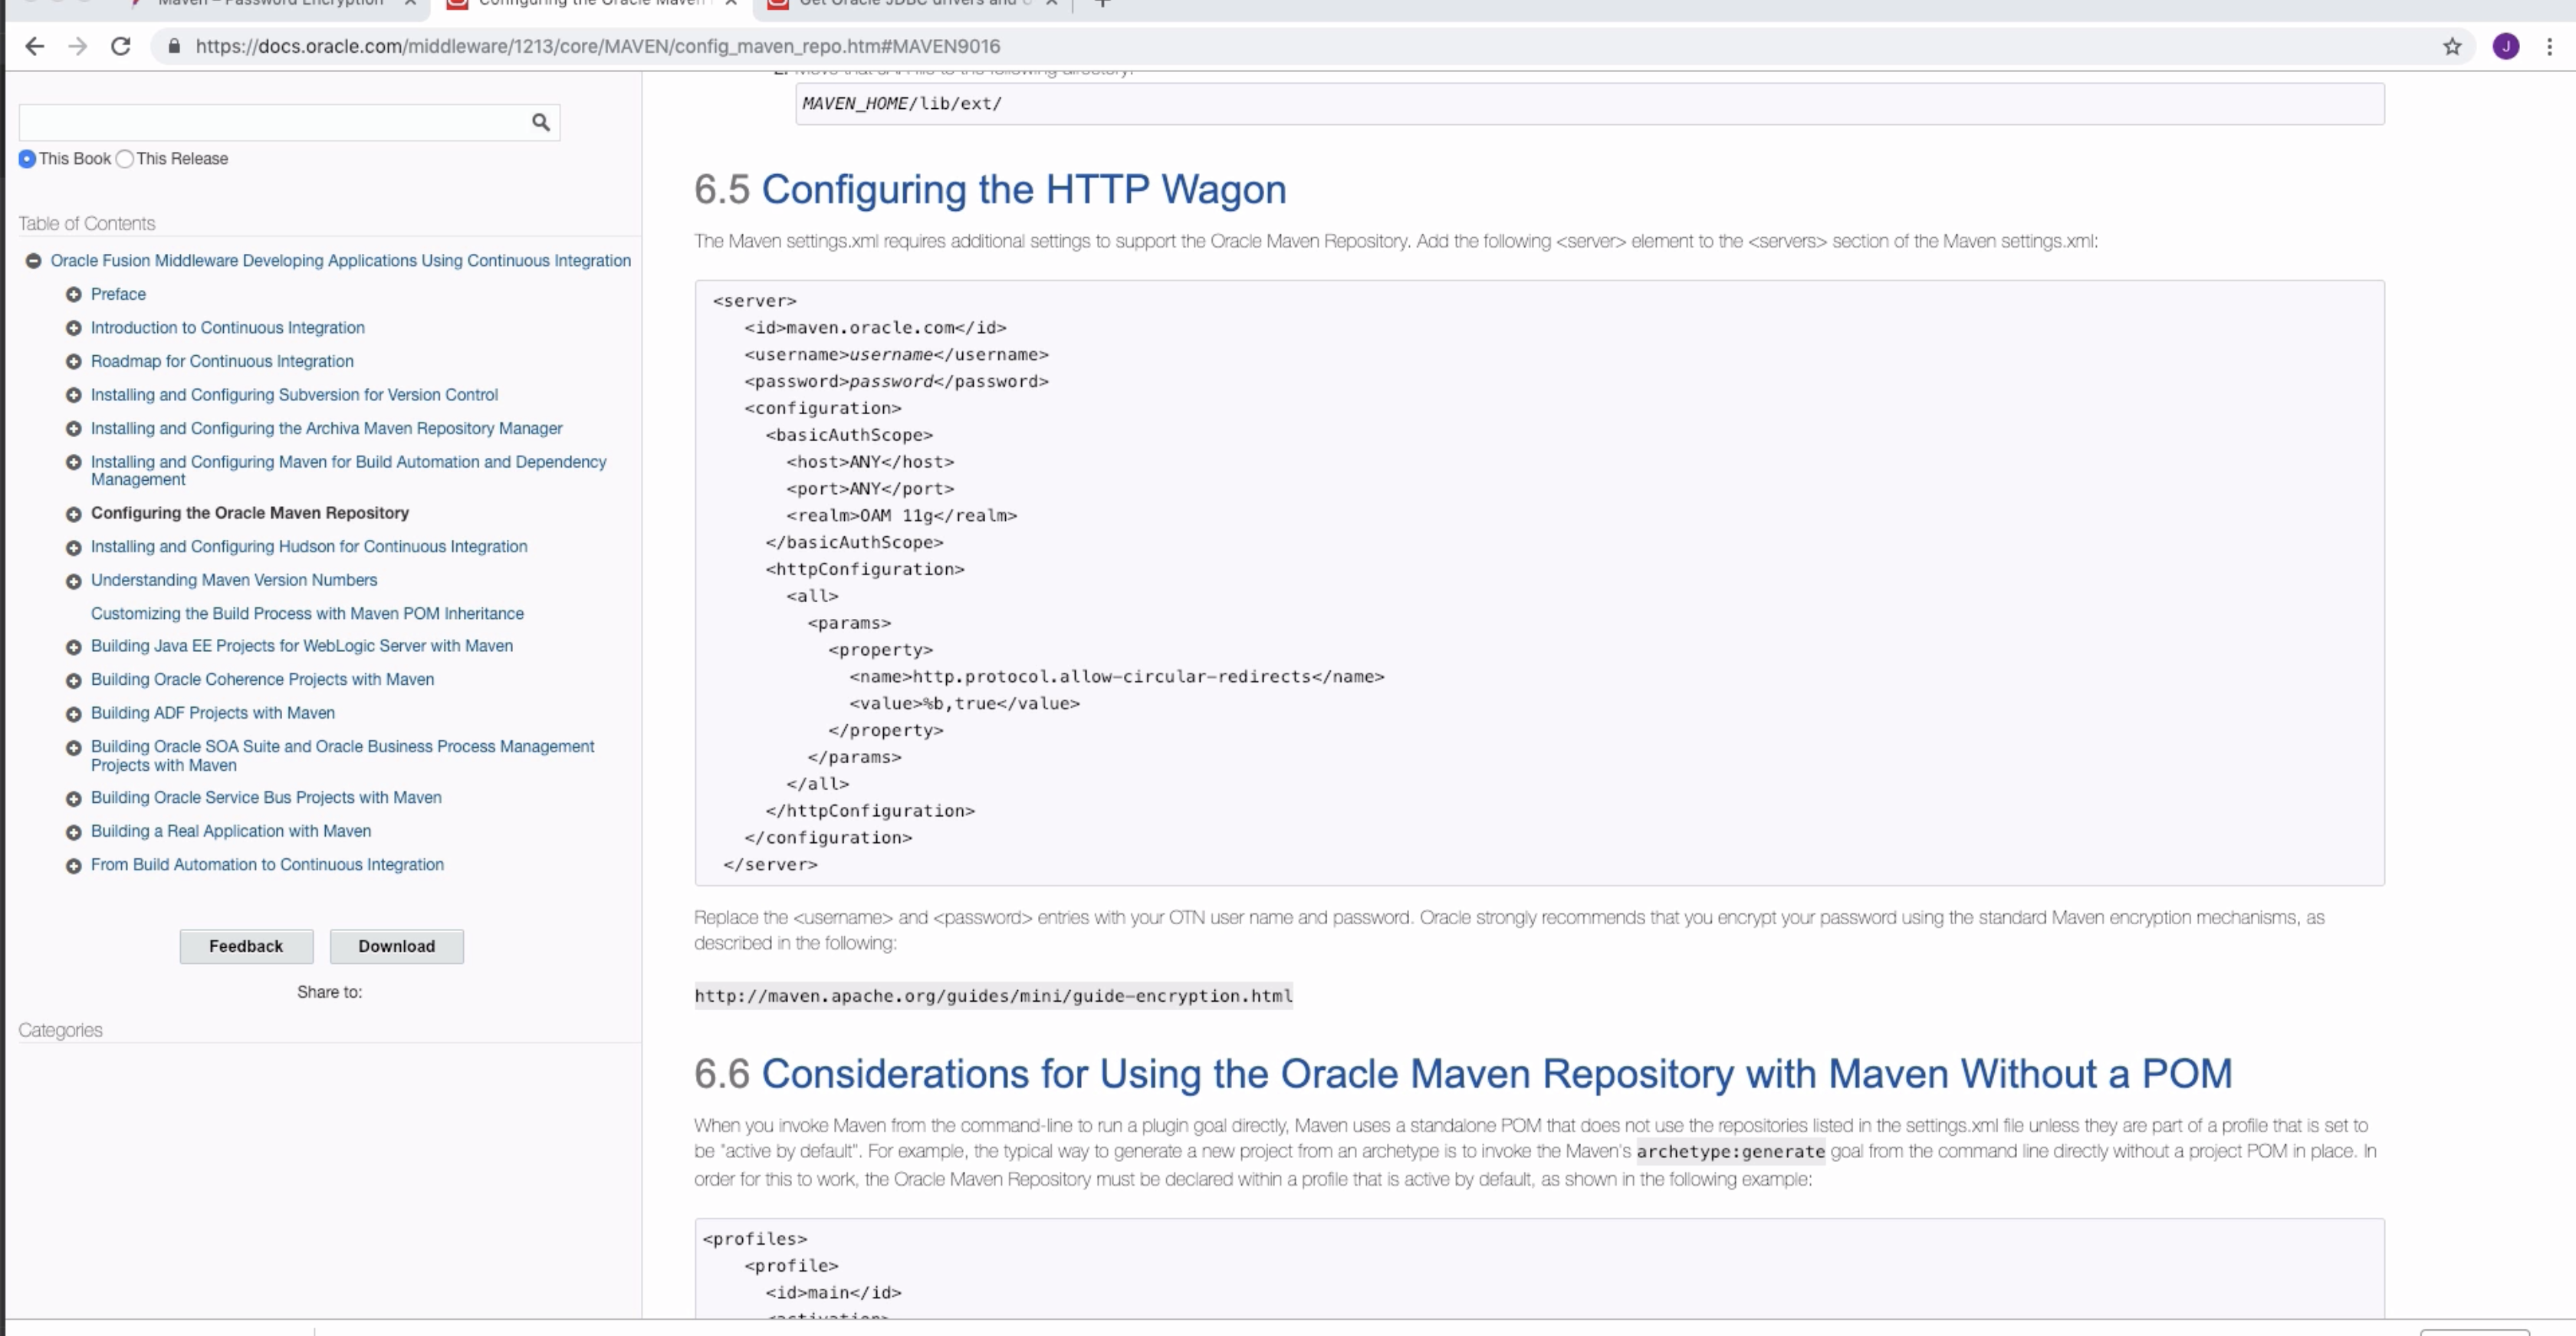 Maven – Password Encryption
Configuring the Oracle Maven
Get Oracle JDBC drivers and
https://docs.oracle.com/middleware/1213/core/MAVEN/config_maven_repo.htm#MAVEN9016
J
This Book This Release
Table of Contents
Oracle Fusion Middleware Developing Applications Using Continuous Integration
Preface
Introduction to Continuous Integration
Roadmap for Continuous Integration
Installing and Configuring Subversion for Version Control
Installing and Configuring the Archiva Maven Repository Manager
Installing and Configuring Maven for Build Automation and Dependency
Management
Configuring the Oracle Maven Repository
Installing and Configuring Hudson for Continuous Integration
Understanding Maven Version Numbers
Customizing the Build Process with Maven POM Inheritance
Building Java EE Projects for WebLogic Server with Maven
Building Oracle Coherence Projects with Maven
Building ADF Projects with Maven
Building Oracle SOA Suite and Oracle Business Process Management
Projects with Maven
Building Oracle Service Bus Projects with Maven
Building a Real Application with Maven
From Build Automation to Continuous Integration
Feedback Download
Share to:
Categories
2. Move that JAR file to the following directory:
MAVEN_HOME/lib/ext/
6.5 Configuring the HTTP Wagon
The Maven settings.xml requires additional settings to support the Oracle Maven Repository. Add the following <server> element to the <servers> section of the Maven settings.xml:
<server>
<id>maven.oracle.com</id>
<username>username</username>
<password>password</password>
<configuration>
<basicAuthScope>
<host>ANY</host>
<port>ANY</port>
<realm>OAM 11g</realm>
</basicAuthScope>
<httpConfiguration>
<all>
<params>
<property>
<name>http.protocol.allow-circular-redirects</name>
<value>%b,true</value>
</property>
</params>
</all>
</httpConfiguration>
</configuration>
</server>
Replace the <username> and <password> entries with your OTN user name and password. Oracle strongly recommends that you encrypt your password using the standard Maven encryption mechanisms, as
described in the following:
http://maven.apache.org/guides/mini/guide-encryption.html
6.6 Considerations for Using the Oracle Maven Repository with Maven Without a POM
When you invoke Maven from the command-line to run a plugin goal directly, Maven uses a standalone POM that does not use the repositories listed in the settings.xml file unless they are part of a profile that is set to
be "active by default". For example, the typical way to generate a new project from an archetype is to invoke the Maven's archetype:generate goal from the command line directly without a project POM in place. In
order for this to work, the Oracle Maven Repository must be declared within a profile that is active by default, as shown in the following example:
<profiles>
<profile>
<id>main</id>
<activation>